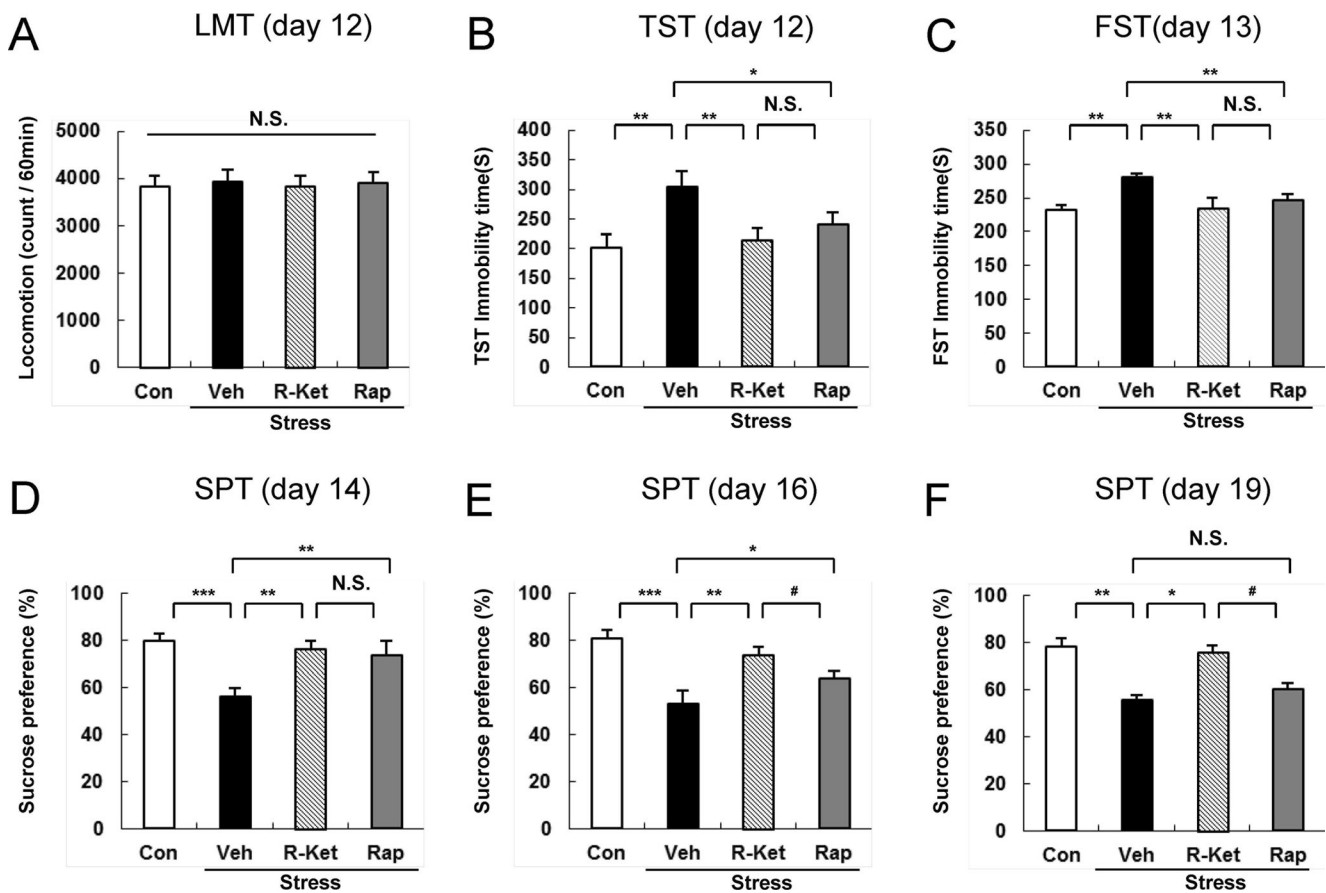 A
LMT (day 12)
N.S.
Locomotion (count / 60min)
5000
4000
3000
2000
1000
0
Con
Veh
R-Ket
Rap
Stress
B
TST (day 12)
*
N.S.
**
**
TST Immobility time(S)
400
350
300
250
200
150
100
50
0
Con
Veh
R-Ket
Rap
Stress
C
FST(day 13)
**
N.S.
**
**
FST Immobility time(S)
350
300
250
200
150
100
50
0
Con
Veh
R-Ket
Rap
Stress
D
SPT (day 14)
**
N.S.
***
**
Sucrose preference (%)
100
80
60
40
20
0
Con
Veh
R-Ket
Rap
Stress
E
SPT (day 16)
*
***
**
#
Sucrose preference (%)
100
80
60
40
20
0
Con
Veh
R-Ket
Rap
Stress
F
SPT (day 19)
N.S.
**
*
#
Sucrose preference (%)
100
80
60
40
20
0
Con
Veh
R-Ket
Rap
Stress